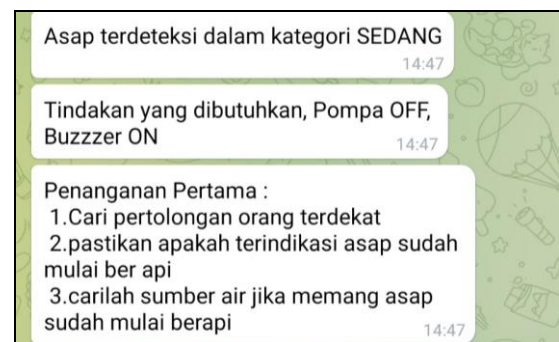 Asap terdeteksi dalam kategori SEDANG
14:47
Tindakan yang dibutuhkan, Pompa OFF,
Buzzzer ON
14:47
Penanganan Pertama :
1.Cari pertolongan orang terdekat
2.pastikan apakah terindikasi asap sudah
mulai ber api
3.carilah sumber air jika memang asap
sudah mulai berapi
14:47